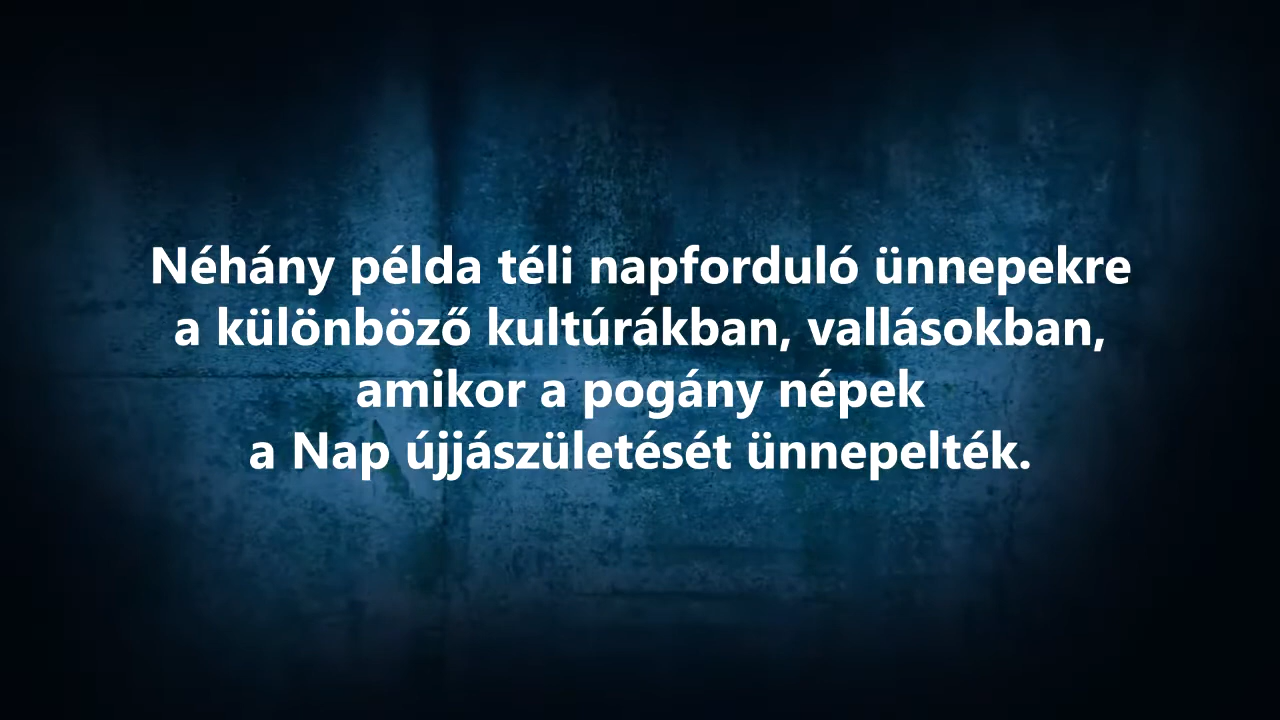 Néhány példa téli napforduló ünnepekre
a különböző kultúrákban, vallásokban,
amikor a pogány népek
a Nap újjászületését ünnepelték.